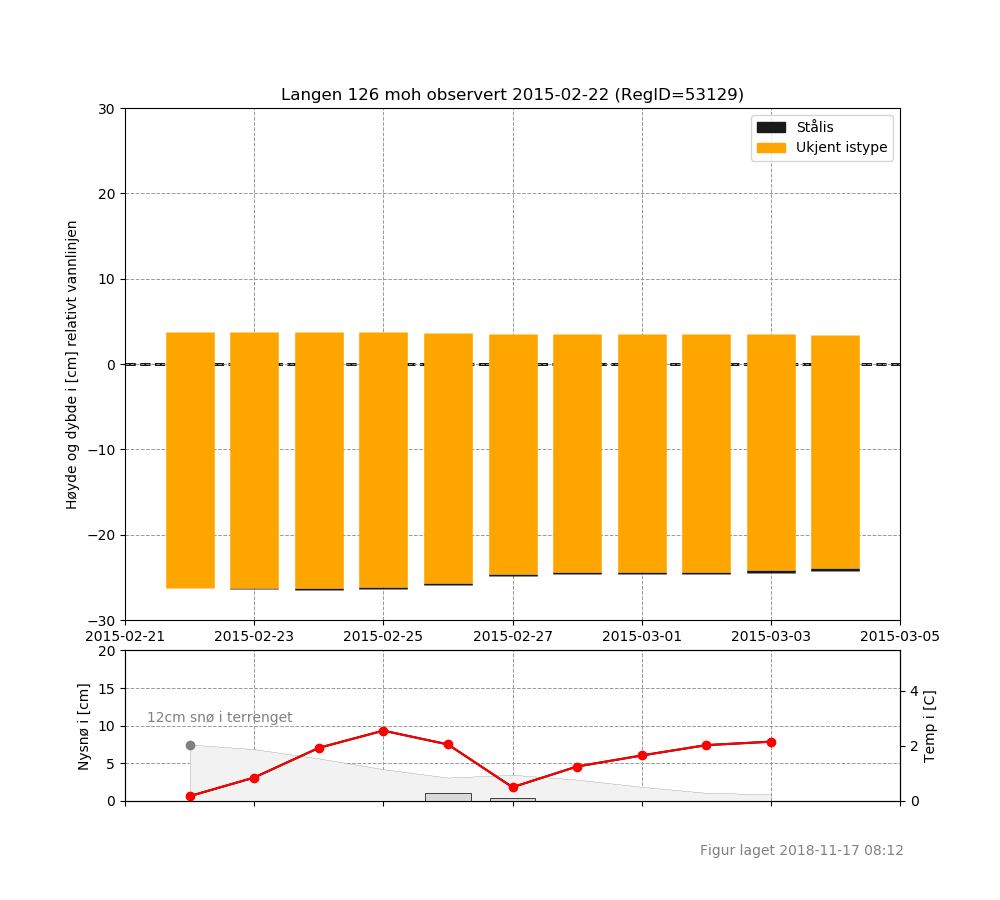 Langen 126 moh observert 2015-02-22 (RegID=53129)
Stålis
Ukjent istype
Høyde og dybde i [cm] relativt vannlinjen
30
20
10
0
−10
−20
−30
2015-02-21 2015-02-23 2015-02-25 2015-02-27 2015-03-01 2015-03-03 2015-03-05
Nysnø i [cm]
20
15
10
5
0
12cm snø i terrenget
4
2
0
Temp i [C]
Figur laget 2018-11-17 08:12